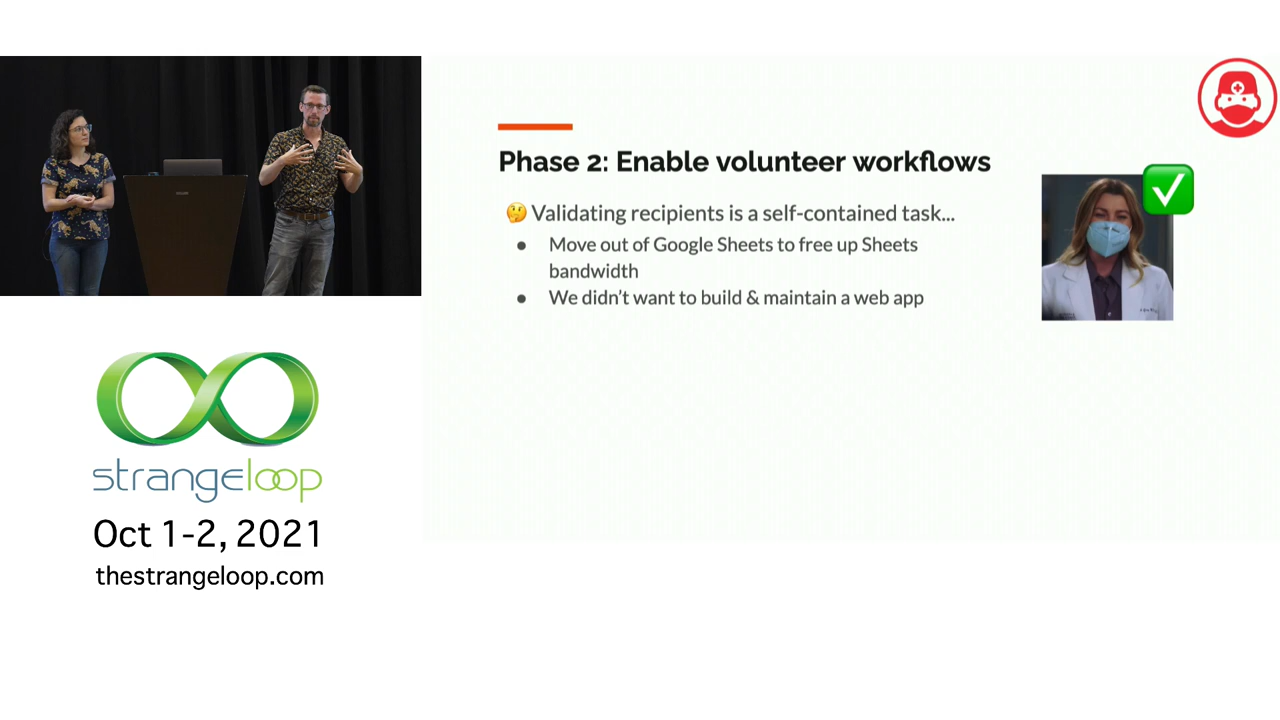 Phase 2: Enable volunteer workflows
🤔 Validating recipients is a self-contained task...
● Move out of Google Sheets to free up Sheets
bandwidth
● We didn't want to build & maintain a web app
strangeloop
Oct 1-2, 2021
thestrangeloop.com